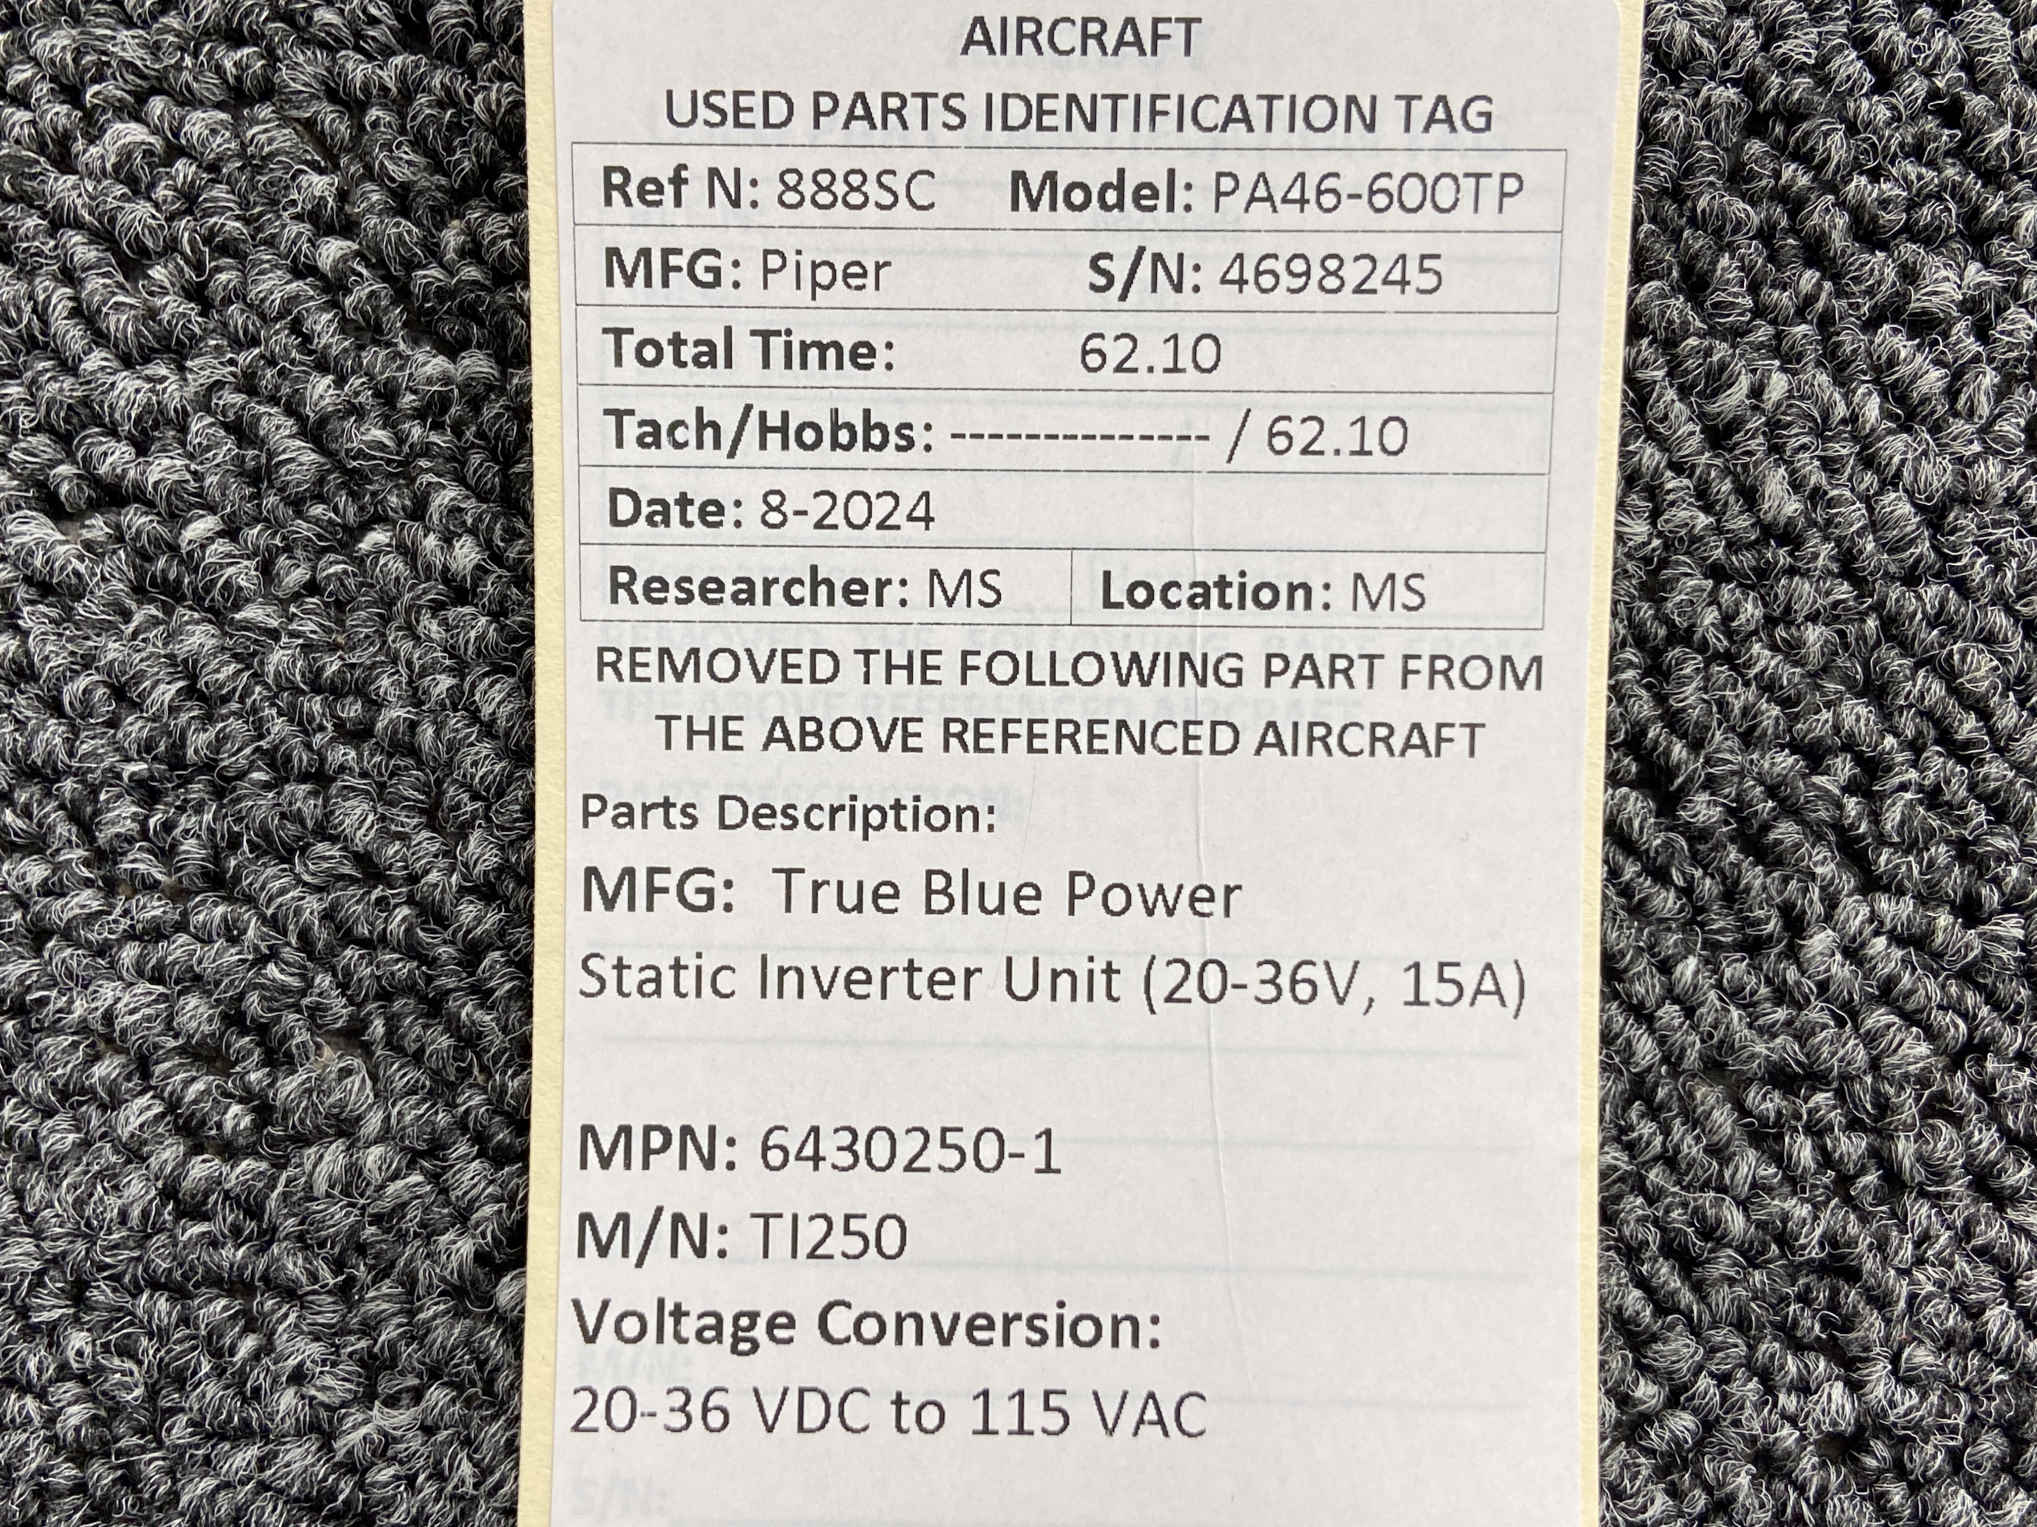 AIRCRAFT
USED PARTS IDENTIFICATION TAG
Ref N: 888SC Model: PA46-600TP
MFG: Piper S/N: 4698245
Total Time: 62.10
Tach/Hobbs: -------------- / 62.10
Date: 8-2024
Researcher: MS Location: MS
REMOVED THE FOLLOWING PART FROM
THE ABOVE REFERENCED AIRCRAFT
Parts Description:
MFG: True Blue Power
Static Inverter Unit (20-36V, 15A)
MPN: 6430250-1
M/N: TI250
Voltage Conversion:
20-36 VDC to 115 VAC